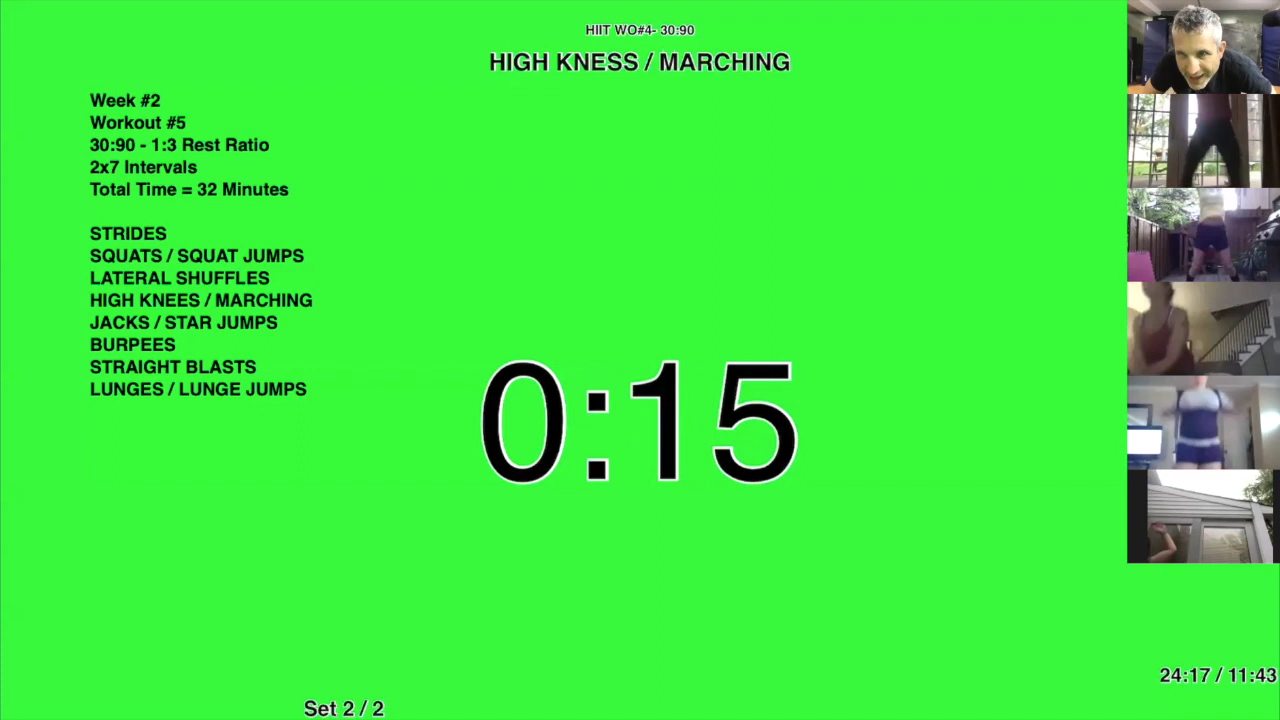 HIIT WO#4- 30:90
HIGH KNESS / MARCHING
Week #2
Workout #5
30:90 - 1:3 Rest Ratio
2x7 Intervals
Total Time = 32 Minutes
STRIDES
SQUATS / SQUAT JUMPS
LATERAL SHUFFLES
HIGH KNEES / MARCHING
JACKS / STAR JUMPS
BURPEES
STRAIGHT BLASTS
LUNGES / LUNGE JUMPS
0:15
24:17 / 11:43
Set 2 / 2